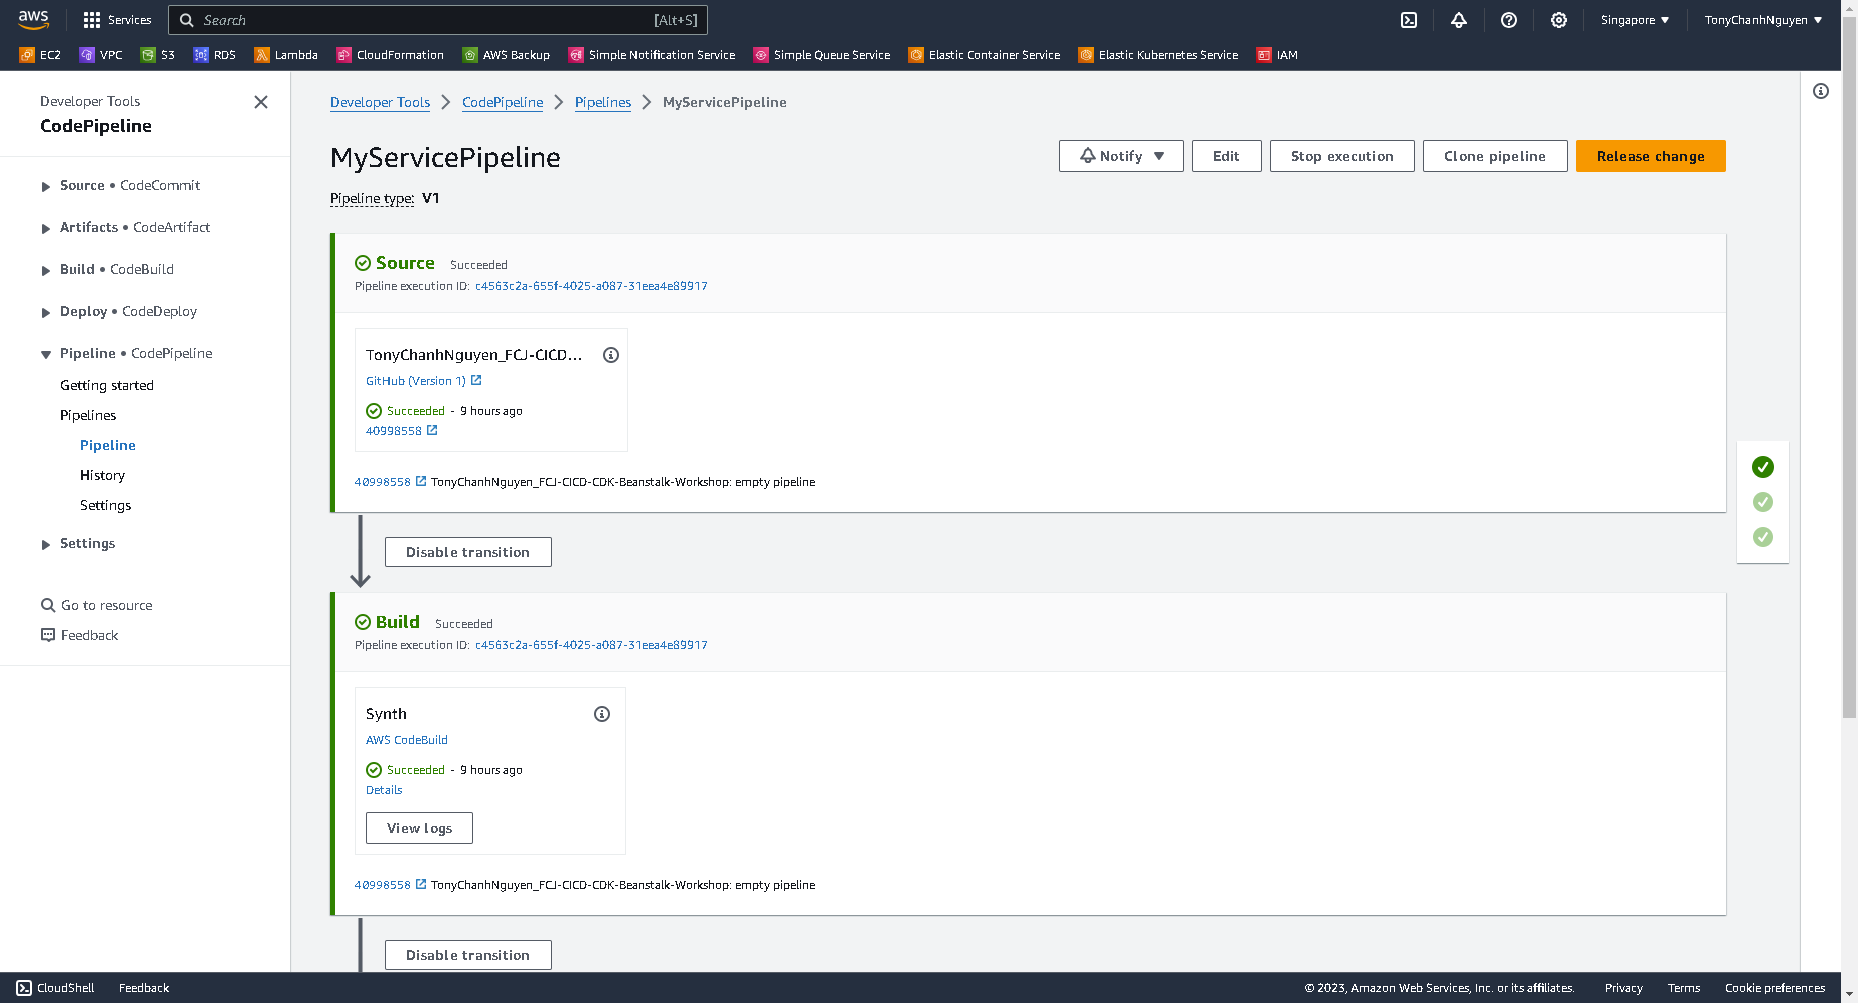 aws
Services
Search
[Alt+S]
Singapore
TonyChanhNguyen
EC2
VPC
S3
RDS
Lambda
CloudFormation
AWS Backup
Simple Notification Service
Simple Queue Service
Elastic Container Service
Elastic Kubernetes Service
IAM
Developer Tools
CodePipeline
Source • CodeCommit
Artifacts • CodeArtifact
Build • CodeBuild
Deploy • CodeDeploy
Pipeline • CodePipeline
Getting started
Pipelines
Pipeline
History
Settings
Settings
Go to resource
Feedback
Developer Tools
CodePipeline
Pipelines
MyServicePipeline
MyServicePipeline
Notify
Edit
Stop execution
Clone pipeline
Release change
Pipeline type: V1
Source Succeeded
Pipeline execution ID: c4563c2a-655f-4025-a087-31eea4e89917
TonyChanhNguyen_FCJ-CICD...
GitHub (Version 1)
Succeeded - 9 hours ago
40998558
40998558 TonyChanhNguyen_FCJ-CICD-CDK-Beanstalk-Workshop: empty pipeline
Disable transition
Build Succeeded
Pipeline execution ID: c4563c2a-655f-4025-a087-31eea4e89917
Synth
AWS CodeBuild
Succeeded - 9 hours ago
Details
View logs
40998558 TonyChanhNguyen_FCJ-CICD-CDK-Beanstalk-Workshop: empty pipeline
Disable transition
CloudShell
Feedback
© 2023, Amazon Web Services, Inc. or its affiliates.
Privacy
Terms
Cookie preferences